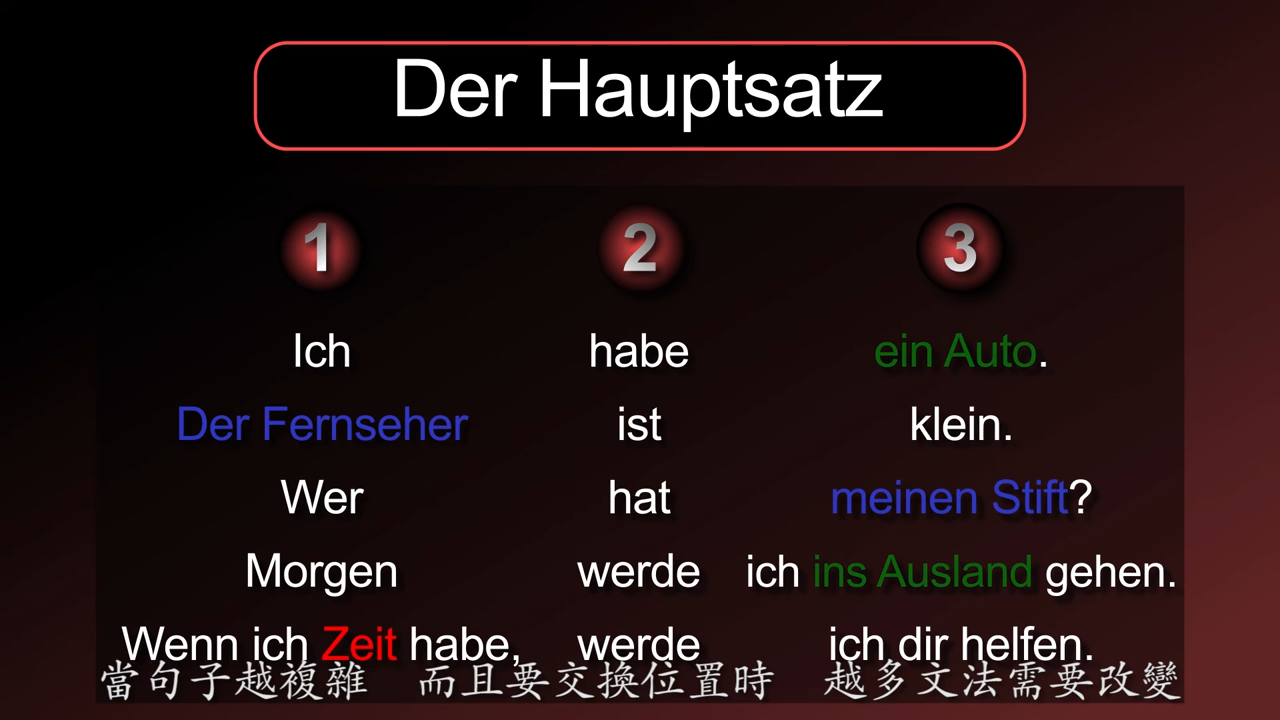 Der Hauptsatz
1 2 3
Ich habe ein Auto.
Der Fernseher ist klein.
Wer hat meinen Stift?
Morgen werde ich ins Ausland gehen.
Wenn ich Zeit habe, werde ich dir helfen.
當句子越複雜 而且要交換位置時 越多文法需要改變